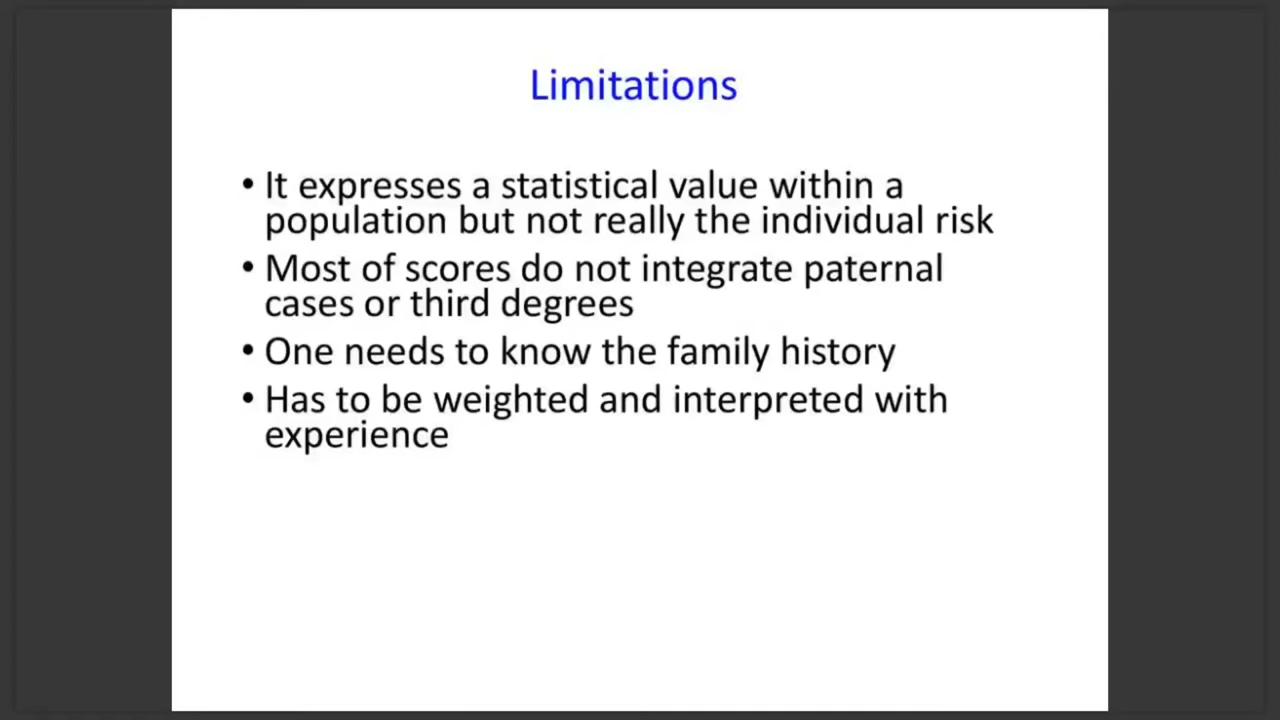 Limitations
• It expresses a statistical value within a
population but not really the individual risk
• Most of scores do not integrate paternal
cases or third degrees
• One needs to know the family history
• Has to be weighted and interpreted with
experience